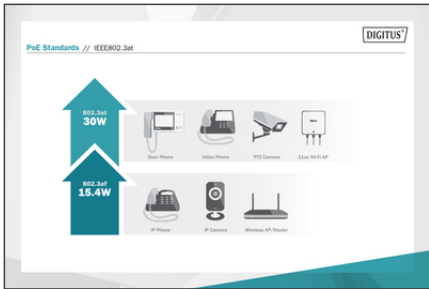 DIGITUS®
PoE Standards // IEEE802.3at
802.3at
30W
Door Phone
Video Phone
PTZ Camera
11ac Wi-Fi AP
802.3af
15.4W
IP Phone
IP Camera
Wireless AP/Router